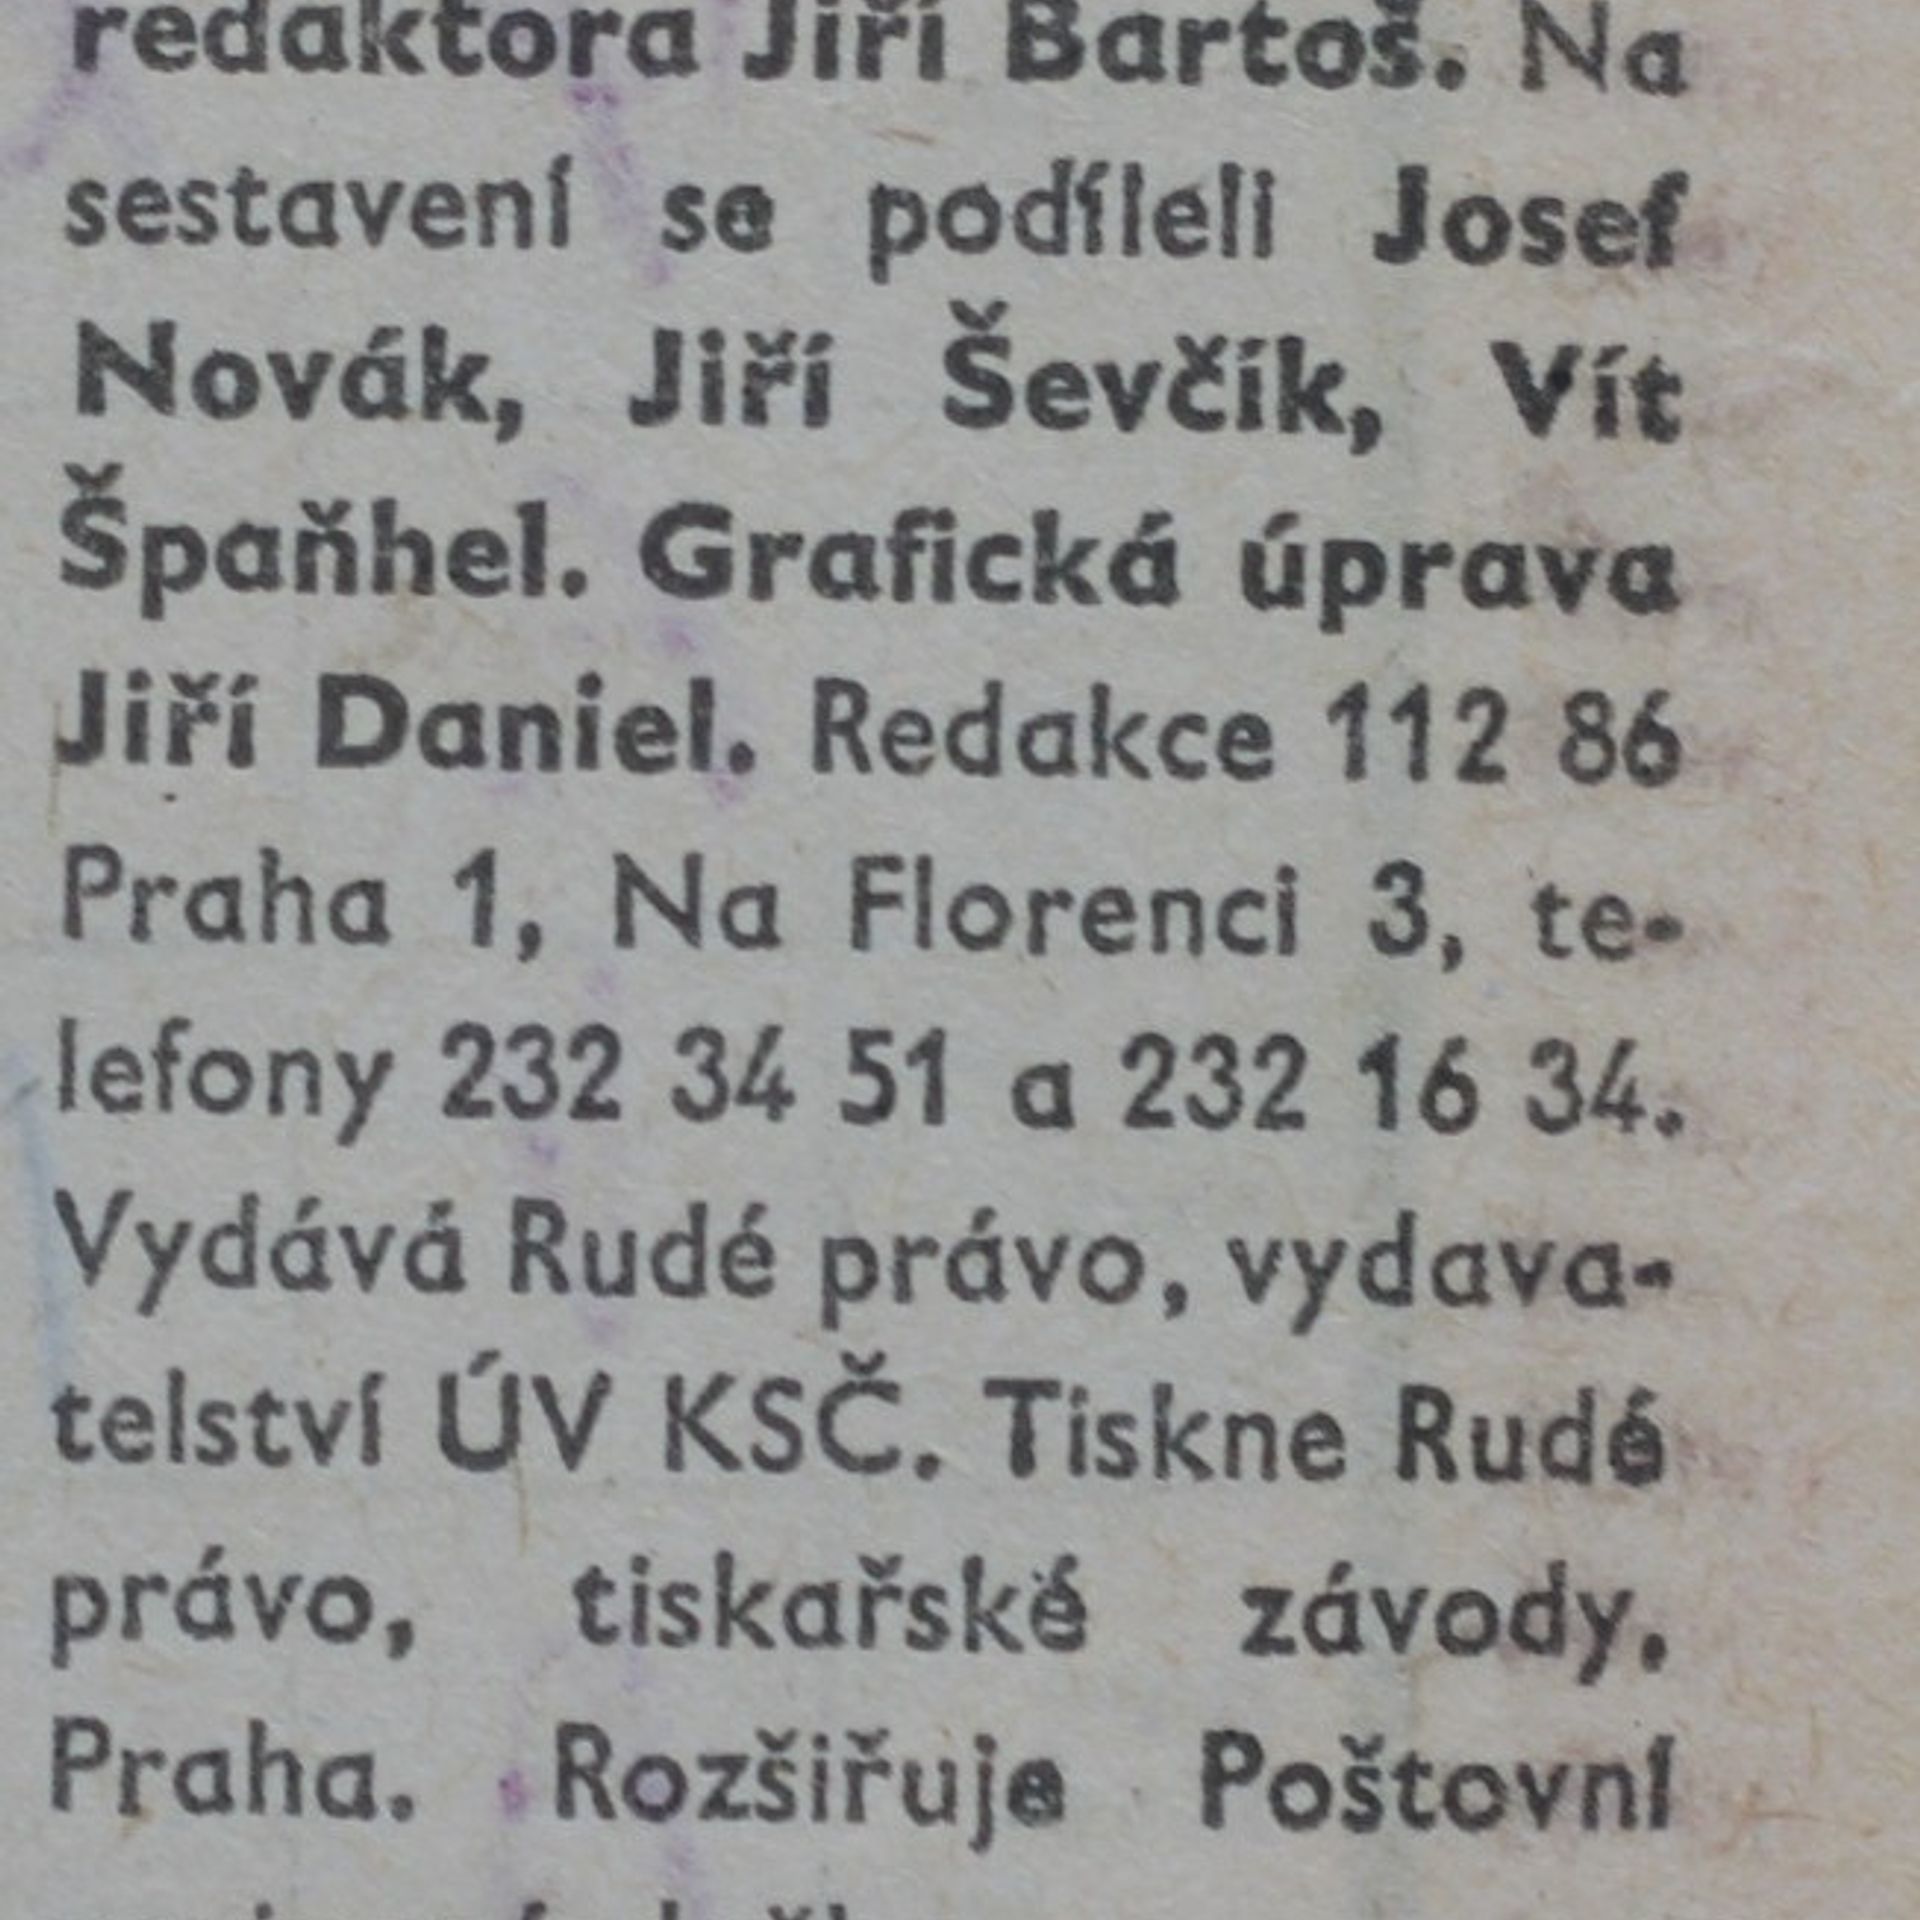 redaktora Jiří Bartoš. Na
sestavení se podíleli Josef
Novák, Jiří Ševčík, Vít
Špaňhel. Grafická úprava
Jiří Daniel. Redakce 112 86
Praha 1, Na Florenci 3, te-
lefony 232 34 51 a 232 16 34.
Vydává Rudé právo, vydava-
telství ÚV KSČ. Tiskne Rudé
právo, tiskařské závody,
Praha. Rozšiřuje Poštovní